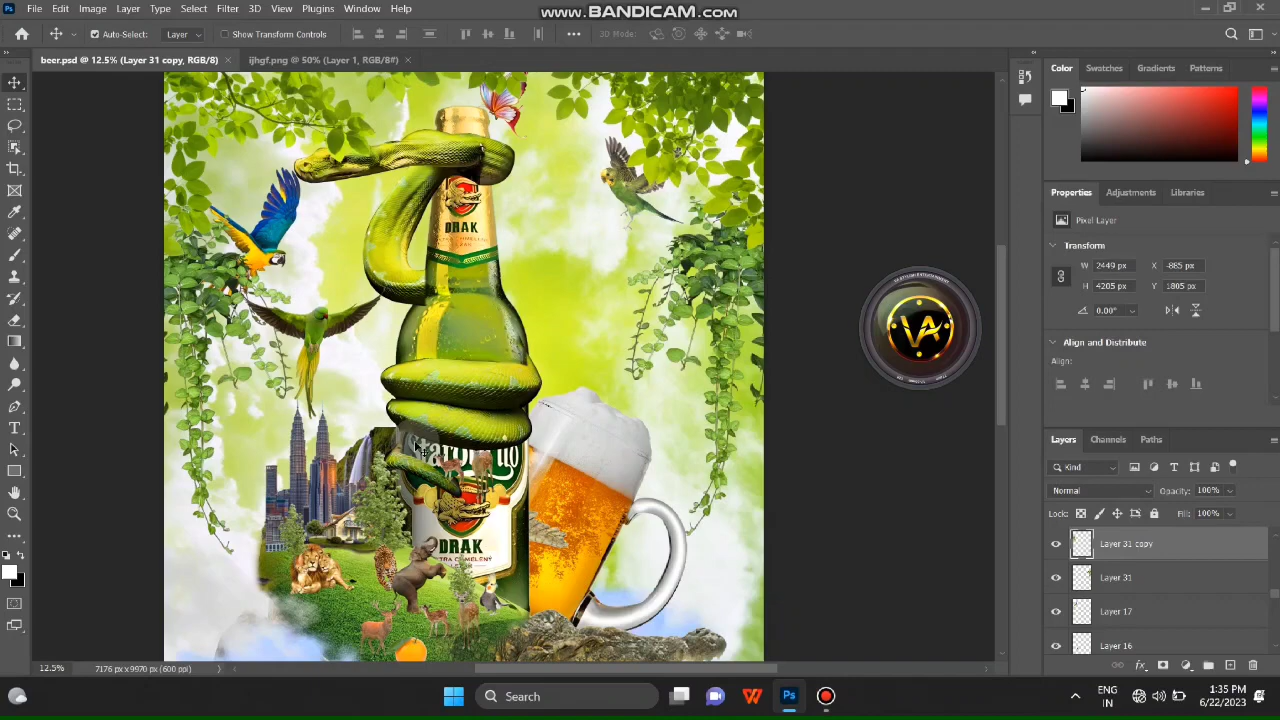 www.BANDICAM.com
Ps File Edit Image Layer Type Select Filter 3D View Plugins Window Help
Auto-Select: Layer Show Transform Controls 3D Mode:
beer.psd @ 12.5% (Layer 31 copy, RGB/8) × ijhgf.png @ 50% (Layer 1, RGB/8#) ×
Color Swatches Gradients Patterns
Properties Adjustments Libraries
Pixel Layer
Transform
W 2449 px X -885 px
H 4205 px Y 1805 px
0.00°
Align and Distribute
Align:
DRAK
VA
DRAK
Layers Channels Paths
Kind
Normal Opacity: 100%
Lock: Fill: 100%
Layer 31 copy
Layer 31
Layer 17
Layer 16
12.5% 7176 px x 9970 px (600 ppi)
Search
ENG
IN
1:35 PM
6/22/2023